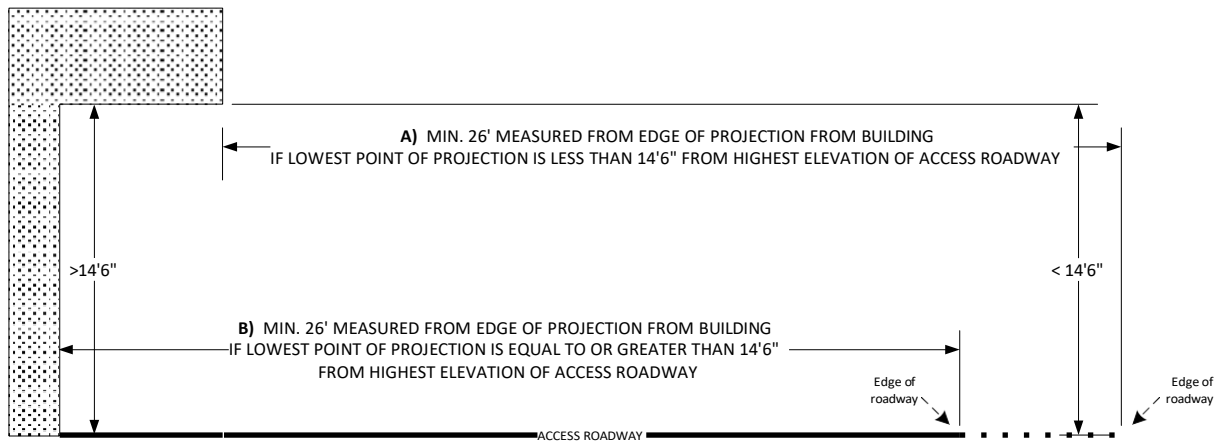 A) MIN. 26' MEASURED FROM EDGE OF PROJECTION FROM BUILDING
IF LOWEST POINT OF PROJECTION IS LESS THAN 14'6" FROM HIGHEST ELEVATION OF ACCESS ROADWAY
>14'6"
< 14'6"
B) MIN. 26' MEASURED FROM EDGE OF PROJECTION FROM BUILDING
IF LOWEST POINT OF PROJECTION IS EQUAL TO OR GREATER THAN 14'6"
FROM HIGHEST ELEVATION OF ACCESS ROADWAY
Edge of
roadway
Edge of
roadway
ACCESS ROADWAY